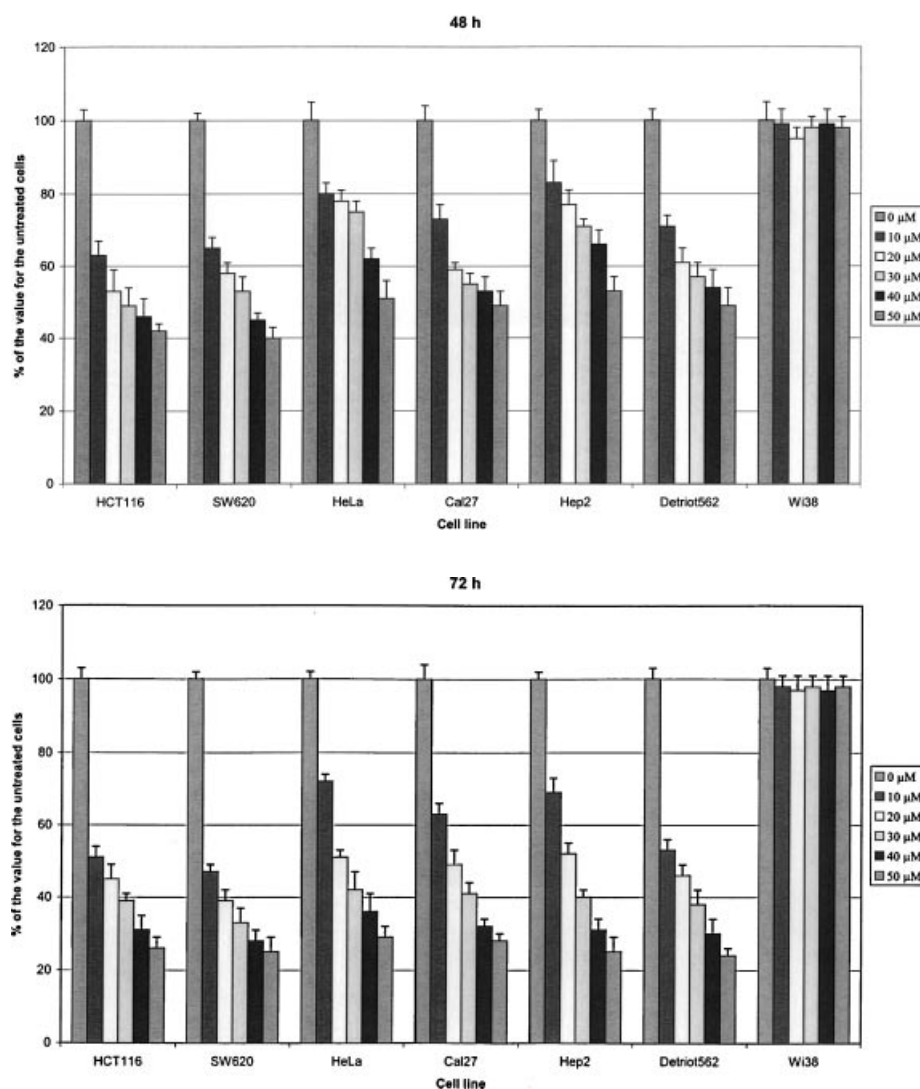 48 h
% of the value for the untreated cells
120
100
80
60
40
20
0
HCT116 SW620 HeLa Cal27 Hep2 Detriot562 Wi38
Cell line
0 µM
10 µM
20 µM
30 µM
40 µM
50 µM
72 h
% of the value for the untreated cells
120
100
80
60
40
20
0
HCT116 SW620 HeLa Cal27 Hep2 Detriot562 Wi38
Cell line
0 µM
10 µM
20 µM
30 µM
40 µM
50 µM